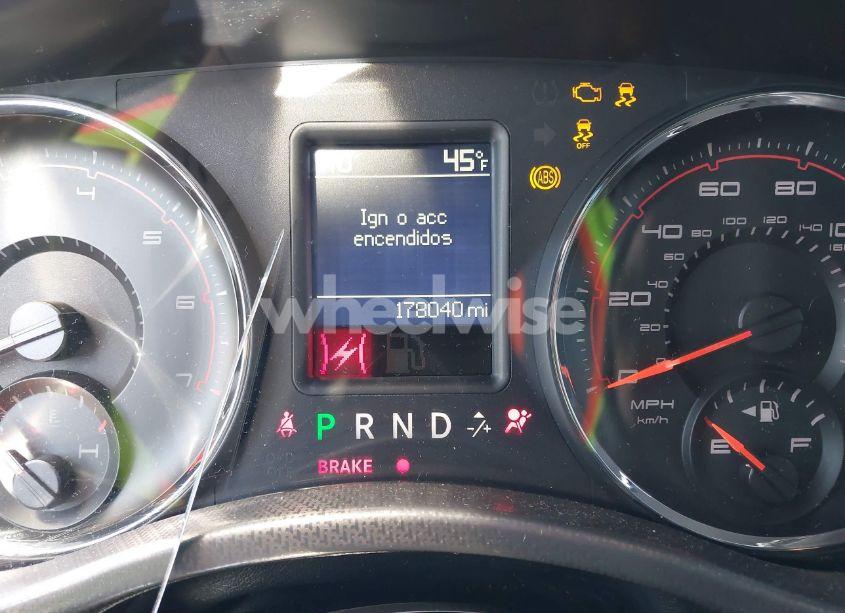 45°F
Ign o acc
encendidos
178040 mi
wheelwise
OFF
ABS
4
5
6
7
H
P R N D -/+
BRAKE
0
20
40
60
80
0
20
40
60
80
100
120
140
MPH
km/h
E F